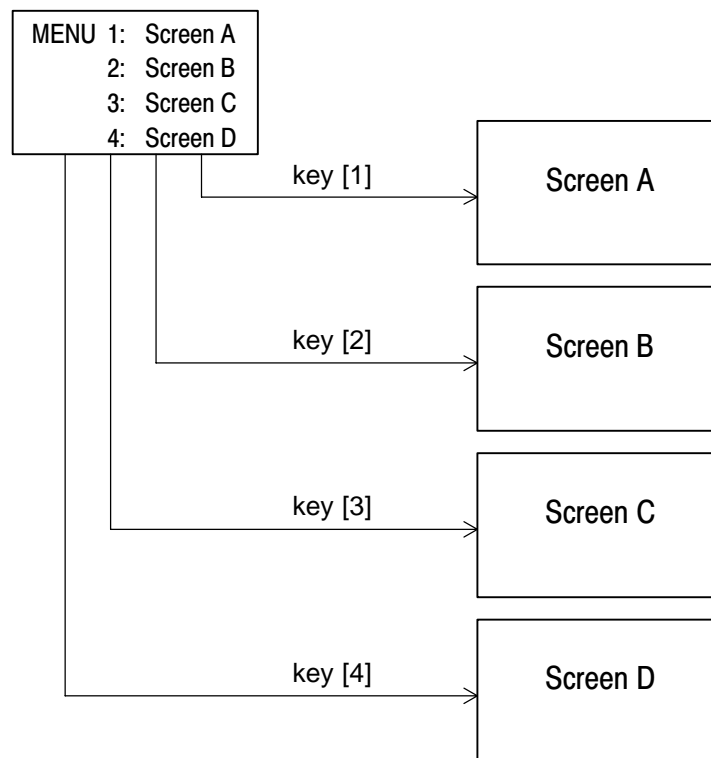 MENU 1: Screen A
2: Screen B
3: Screen C
4: Screen D
key [1]
Screen A
key [2]
Screen B
key [3]
Screen C
key [4]
Screen D